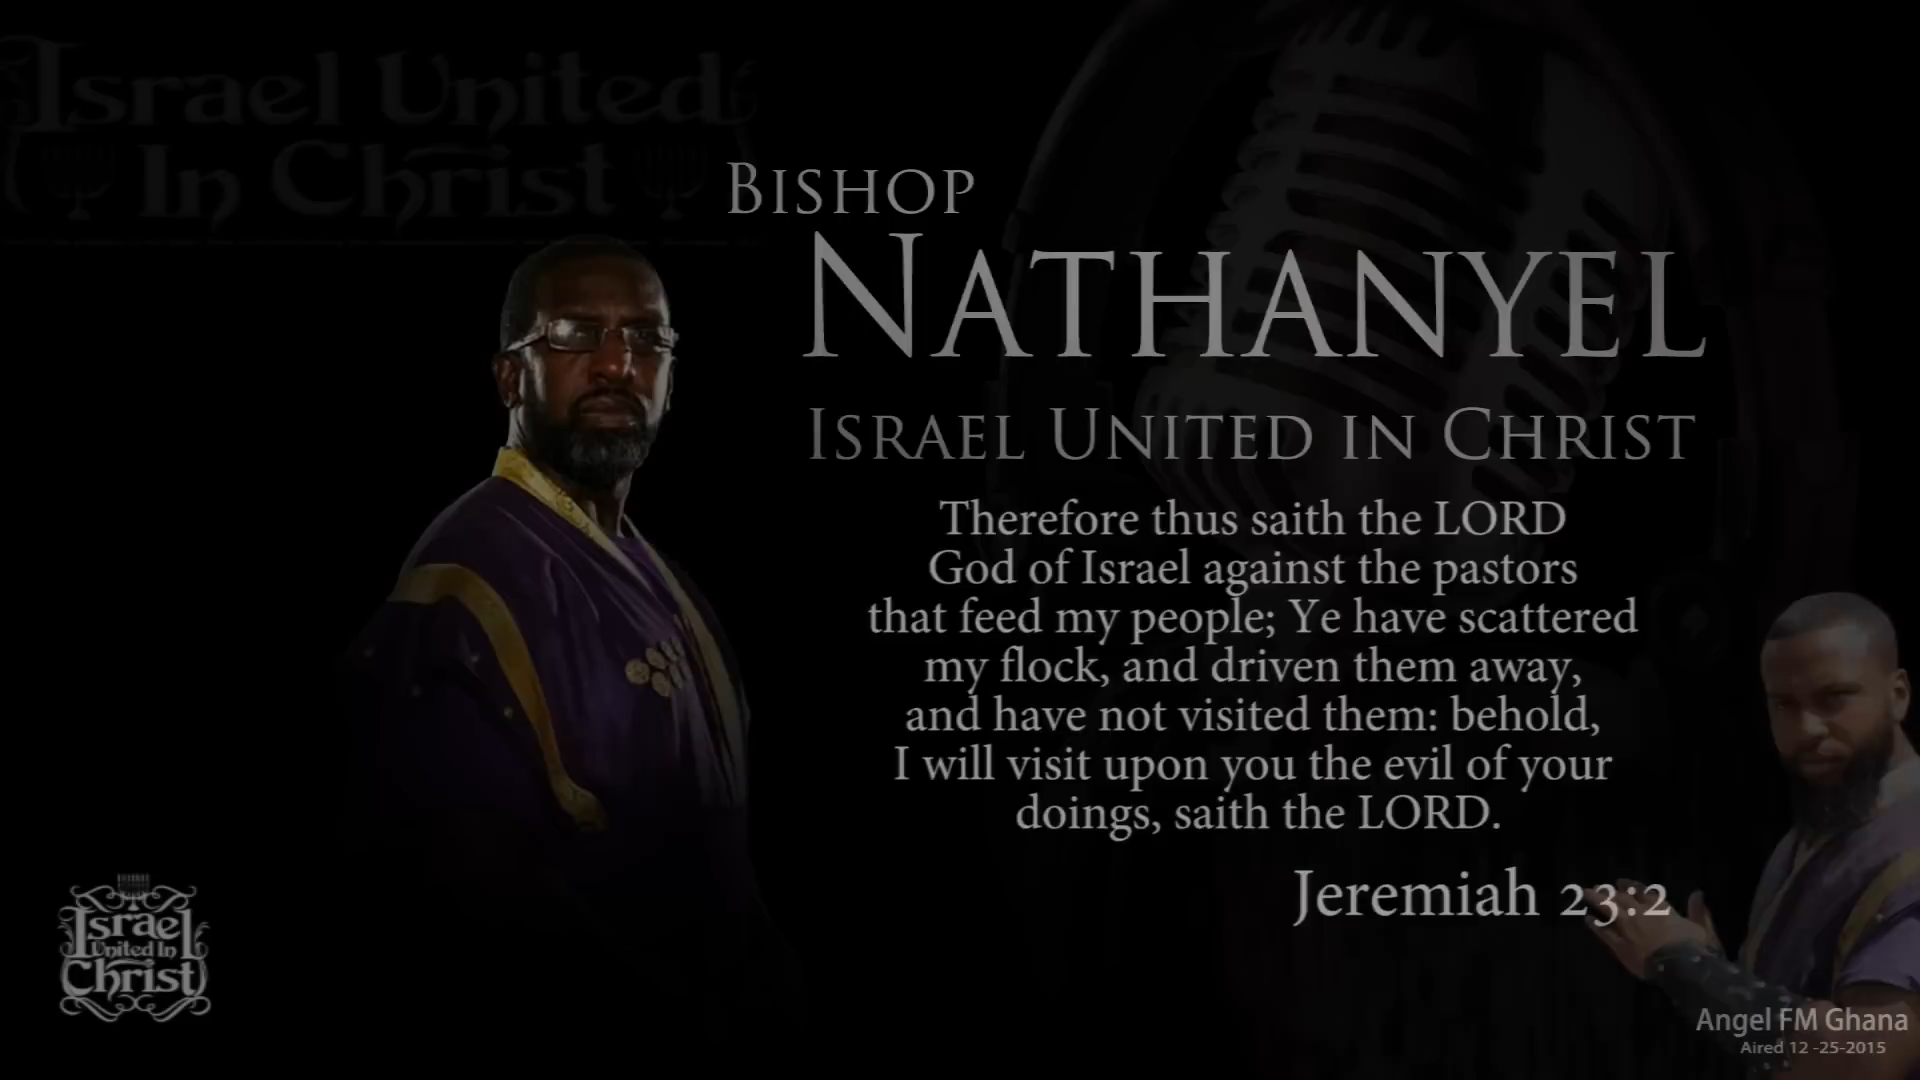 Israel United
In Christ
BISHOP
NATHANYEL
ISRAEL UNITED IN CHRIST
Therefore thus saith the LORD
God of Israel against the pastors
that feed my people; Ye have scattered
my flock, and driven them away,
and have not visited them: behold,
I will visit upon you the evil of your
doings, saith the LORD.
Jeremiah 23:2
Israel
United In
Christ
Angel FM Ghana
Aired 12 -25-2015